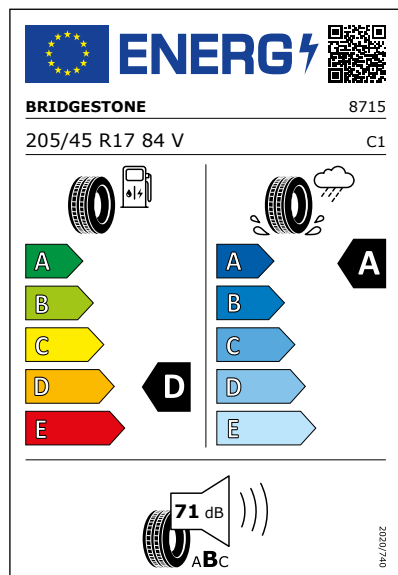 ENERG
BRIDGESTONE 8715
205/45 R17 84 V C1
A A A
B B
C C
D D D
E E
71 dB
ABC
2020/740